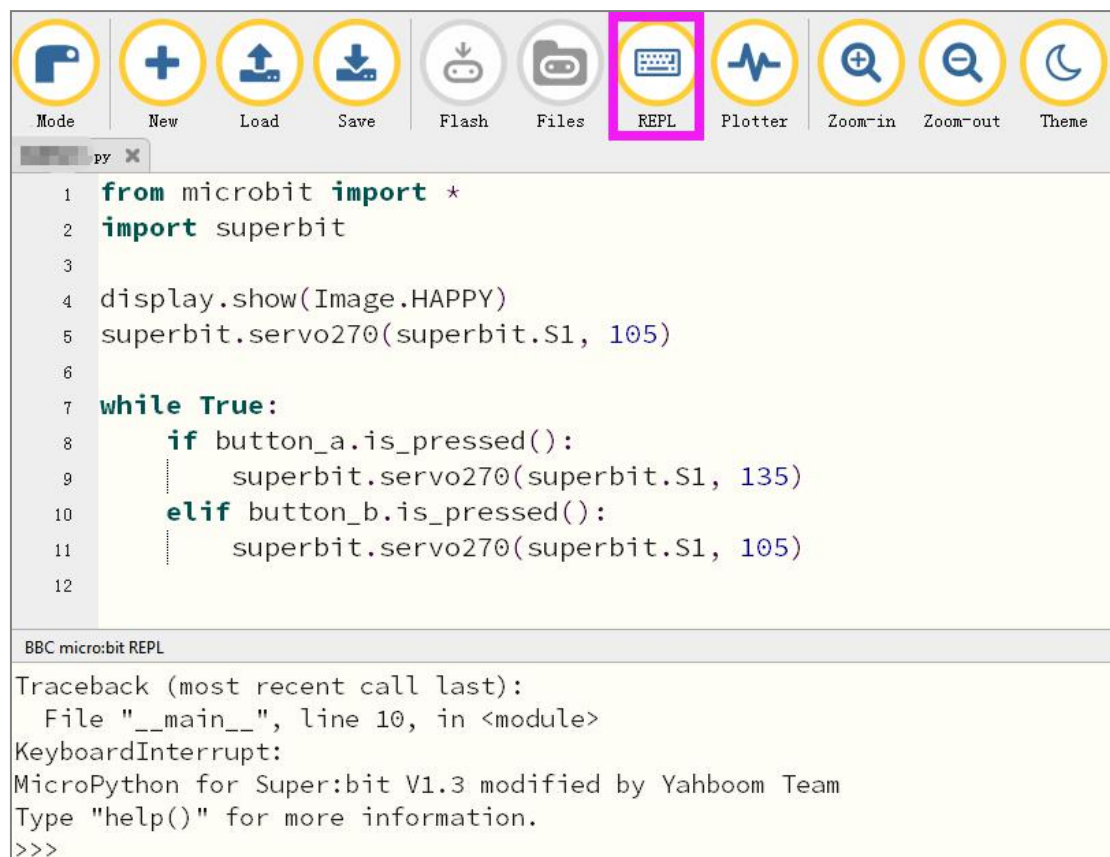 Mode New Load Save Flash Files REPL Plotter Zoom-in Zoom-out Theme
py
1 from microbit import *
2 import superbit
3
4 display.show(Image.HAPPY)
5 superbit.servo270(superbit.S1, 105)
6
7 while True:
8     if button_a.is_pressed():
9         superbit.servo270(superbit.S1, 135)
10     elif button_b.is_pressed():
11         superbit.servo270(superbit.S1, 105)
12
BBC micro:bit REPL
Traceback (most recent call last):
  File "__main__", line 10, in <module>
KeyboardInterrupt:
MicroPython for Super:bit V1.3 modified by Yahboom Team
Type "help()" for more information.
>>>